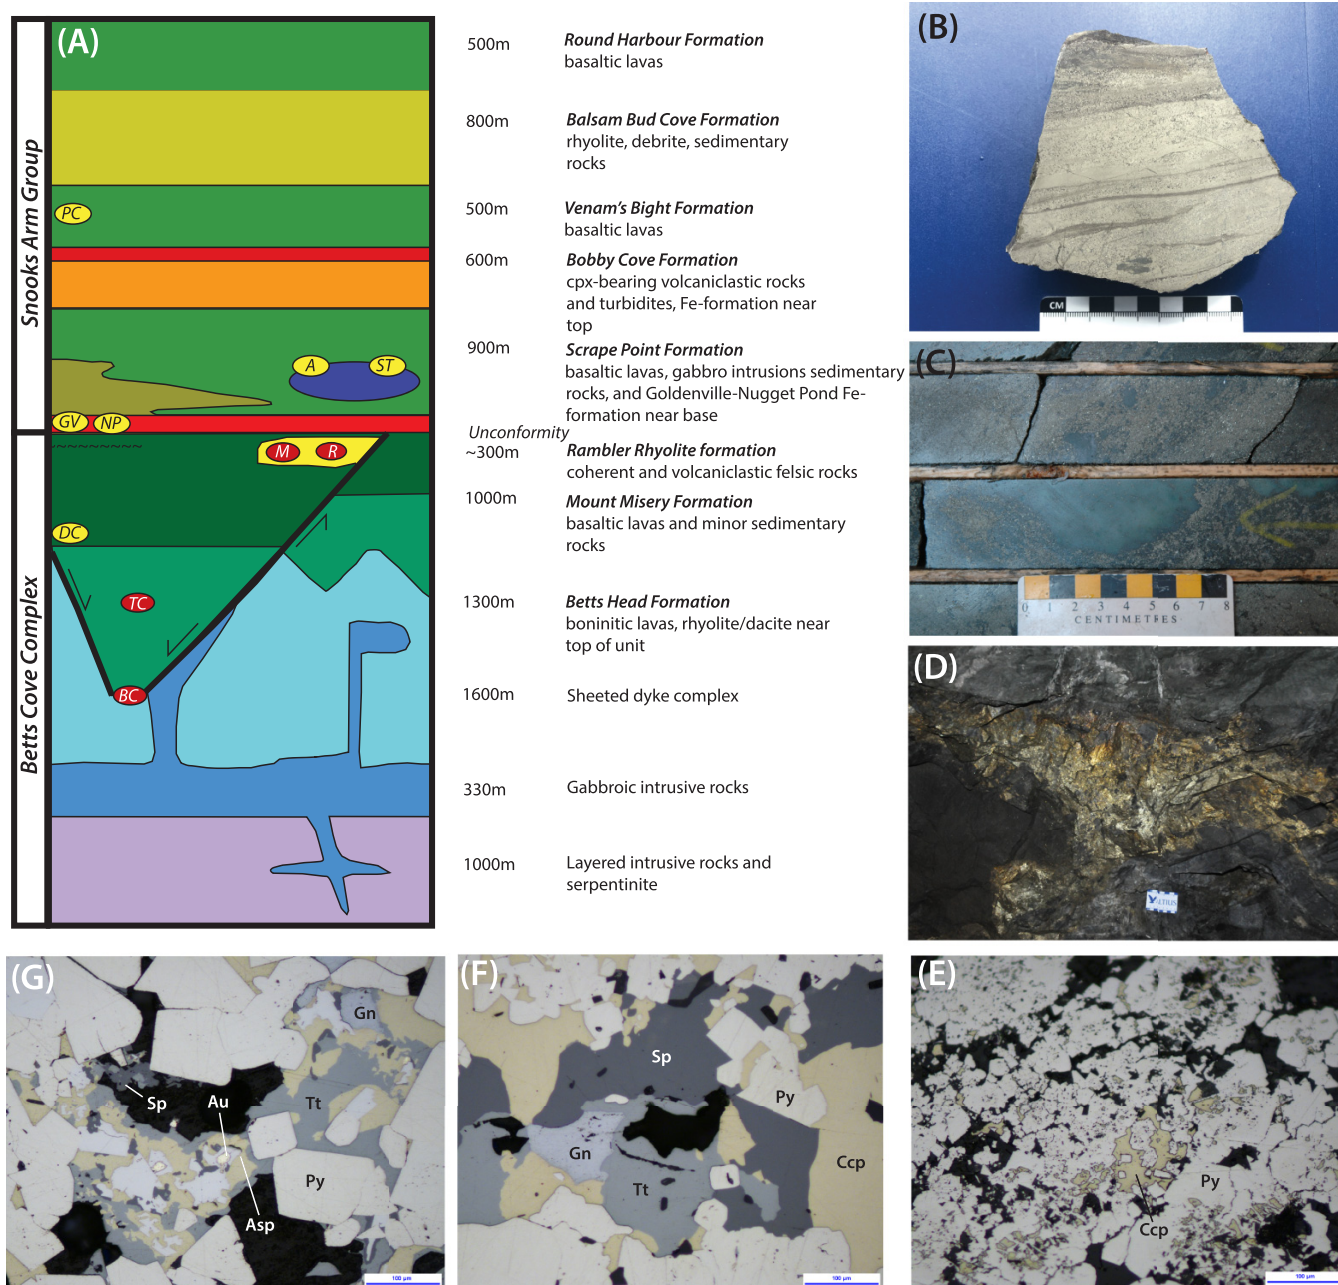 (A)
Snooks Arm Group
Betts Cove Complex
PC
A
ST
GV
NP
M
R
DC
TC
BC
500m
Round Harbour Formation
basaltic lavas
800m
Balsam Bud Cove Formation
rhyolite, debrite, sedimentary
rocks
500m
Venam's Bight Formation
basaltic lavas
600m
Bobby Cove Formation
cpx-bearing volcaniclastic rocks
and turbidites, Fe-formation near
top
900m
Scrape Point Formation
basaltic lavas, gabbro intrusions sedimentary
rocks, and Goldenville-Nugget Pond Fe-
formation near base
Unconformity
~300m
Rambler Rhyolite formation
coherent and volcaniclastic felsic rocks
1000m
Mount Misery Formation
basaltic lavas and minor sedimentary
rocks
1300m
Betts Head Formation
boninitic lavas, rhyolite/dacite near
top of unit
1600m
Sheeted dyke complex
330m
Gabbroic intrusive rocks
1000m
Layered intrusive rocks and
serpentinite
(B)
CM
(C)
0 1 2 3 4 5 6 7 8
CENTIMETRES
(D)
(G)
Gn
Sp
Au
Tt
Py
Asp
100 µm
(F)
Sp
Py
Gn
Tt
Ccp
100 µm
(E)
Py
Ccp
100 µm